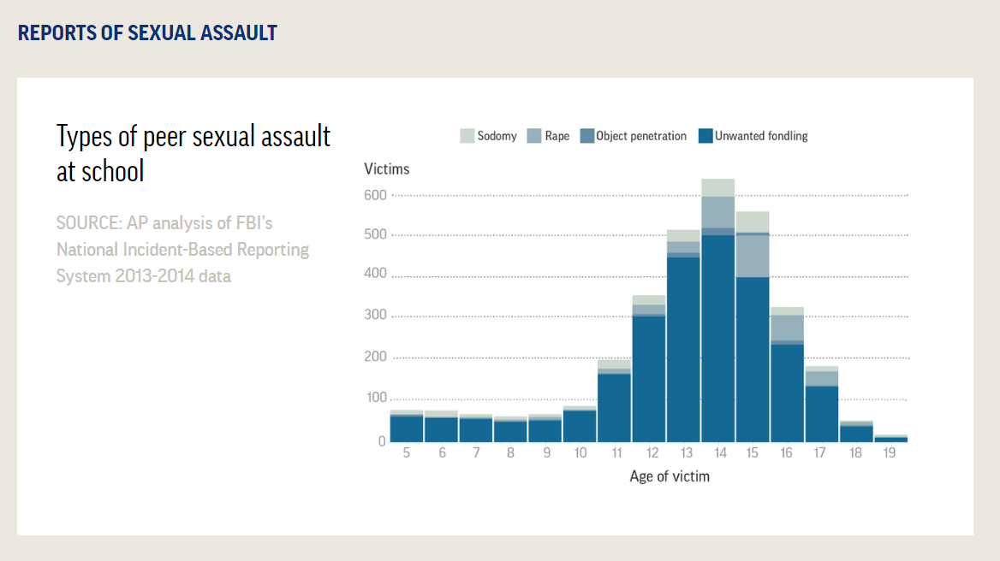 REPORTS OF SEXUAL ASSAULT
Types of peer sexual assault
at school
SOURCE: AP analysis of FBI's
National Incident-Based Reporting
System 2013-2014 data
Sodomy Rape Object penetration Unwanted fondling
Victims
600
500
400
300
200
100
0
5 6 7 8 9 10 11 12 13 14 15 16 17 18 19
Age of victim